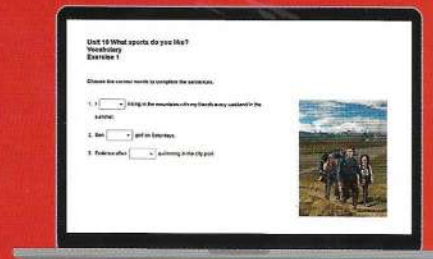 Unit 10 What sports do you like?
Vocabulary
Exercise 1
Choose the correct words to complete the sentences.
1. I hiking in the mountains with my friends every weekend in the
summer.
2. Ben golf on Saturdays.
3. often swimming in the city pool.